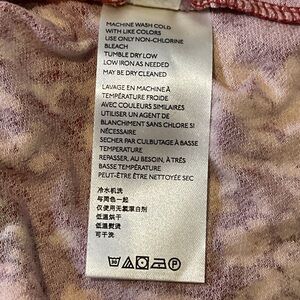 MACHINE WASH COLD
WITH LIKE COLORS
USE ONLY NON-CHLORINE
BLEACH
TUMBLE DRY LOW
LOW IRON AS NEEDED
MAY BE DRY CLEANED
LAVAGE EN MACHINE À
TEMPÉRATURE FROIDE
AVEC COULEURS SIMILAIRES
UTILISER UN AGENT DE
BLANCHIMENT SANS CHLORE SI
NÉCESSAIRE
SECHER PAR CULBUTAGE À BASSE
TEMPERATURE
REPASSER, AU BESOIN, À TRÈS
BASSE TEMPÉRATURE
PEUT-ÊTRE ÊTRE NETTOYÉE SEC
冷水机洗
与同色一起
仅使用无氯漂白剂
低温烘干
低温熨烫
可干洗